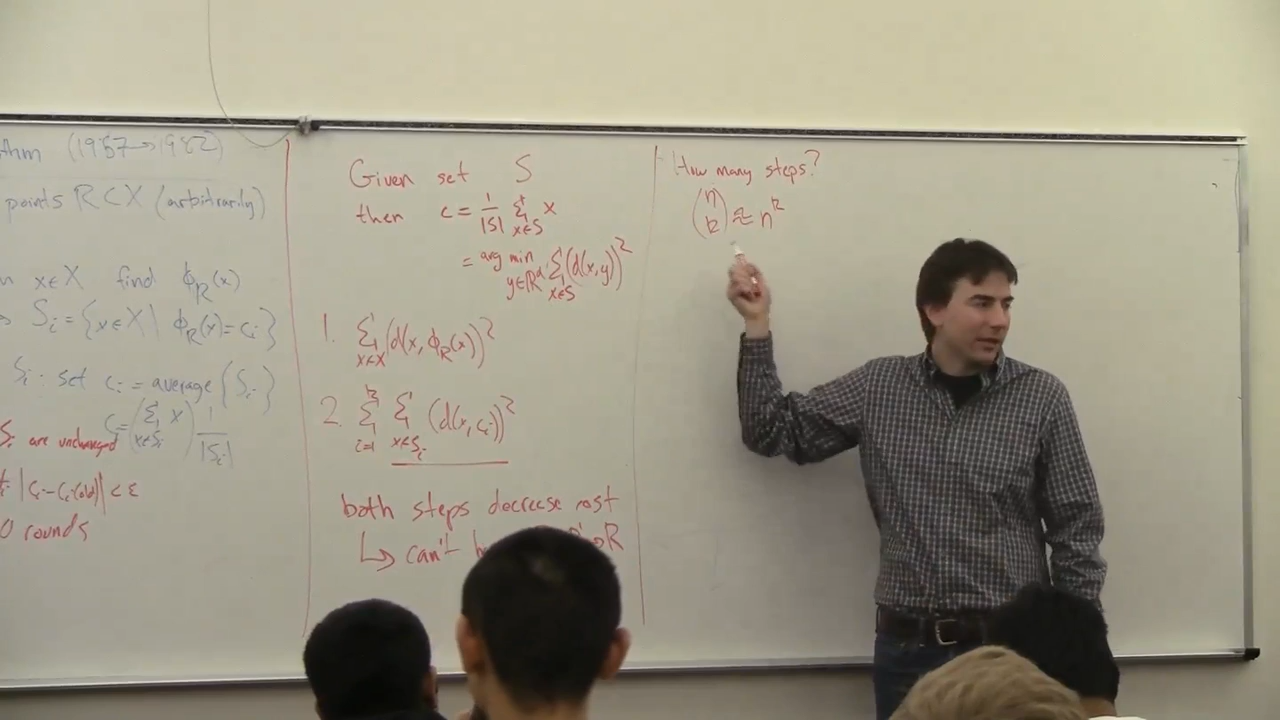 thm (1957→1982)
points R⊂X (arbitrarily)
x∈X find ϕ_R(x)
S_i = {x∈X | ϕ_R(x) = c_i}
S_i : set c_i = average {S_i}
c_i = (∑_{x∈S_i} x) 1/|S_i|
S_i are unchanged
|c_i - c_i(old)| < ε
0 rounds
Given set S
then c = 1/|S| ∑_{x∈S} x
= arg min_{y∈ℝ^d} ∑_{x∈S} (d(x,y))^2
1. ∑_{x∈X} (d(x, ϕ_R(x))^2
2. ∑_{i=1}^k ∑_{x∈S_i} (d(x, c_i))^2
both steps decrease cost
↳ can't
R
How many steps?
(n k) ≈ n^k